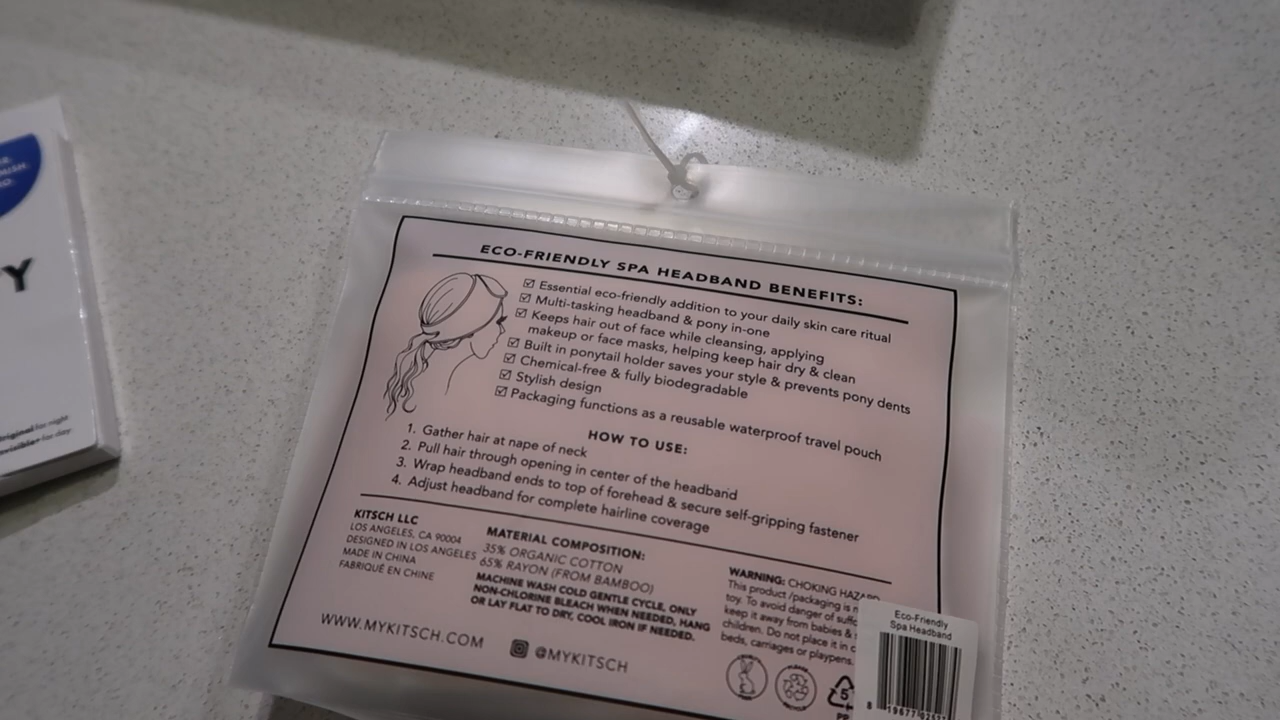 ECO-FRIENDLY SPA HEADBAND BENEFITS:
Essential eco-friendly addition to your daily skin care ritual
Multi-tasking headband & pony in-one
Keeps hair out of face while cleansing, applying
makeup or face masks, helping keep hair dry & clean
Built in ponytail holder saves your style & prevents pony dents
Chemical-free & fully biodegradable
Stylish design
Packaging functions as a reusable waterproof travel pouch
HOW TO USE:
1. Gather hair at nape of neck
2. Pull hair through opening in center of the headband
3. Wrap headband ends to top of forehead & secure self-gripping fastener
4. Adjust headband for complete hairline coverage
KITSCH LLC
LOS ANGELES, CA 90004
DESIGNED IN LOS ANGELES
MADE IN CHINA
FABRIQUÉ EN CHINE
MATERIAL COMPOSITION:
35% ORGANIC COTTON
65% RAYON (FROM BAMBOO)
MACHINE WASH COLD GENTLE CYCLE, ONLY
NON-CHLORINE BLEACH WHEN NEEDED, HANG
OR LAY FLAT TO DRY, COOL IRON IF NEEDED.
WARNING: CHOKING HAZARD
This product /packaging is n
toy. To avoid danger of suffo
keep it away from babies &
children. Do not place it in c
beds, carriages or playpens.
WWW.MYKITSCH.COM
@MYKITSCH
5
Eco-Friendly
Spa Headband
Y
for night
for day